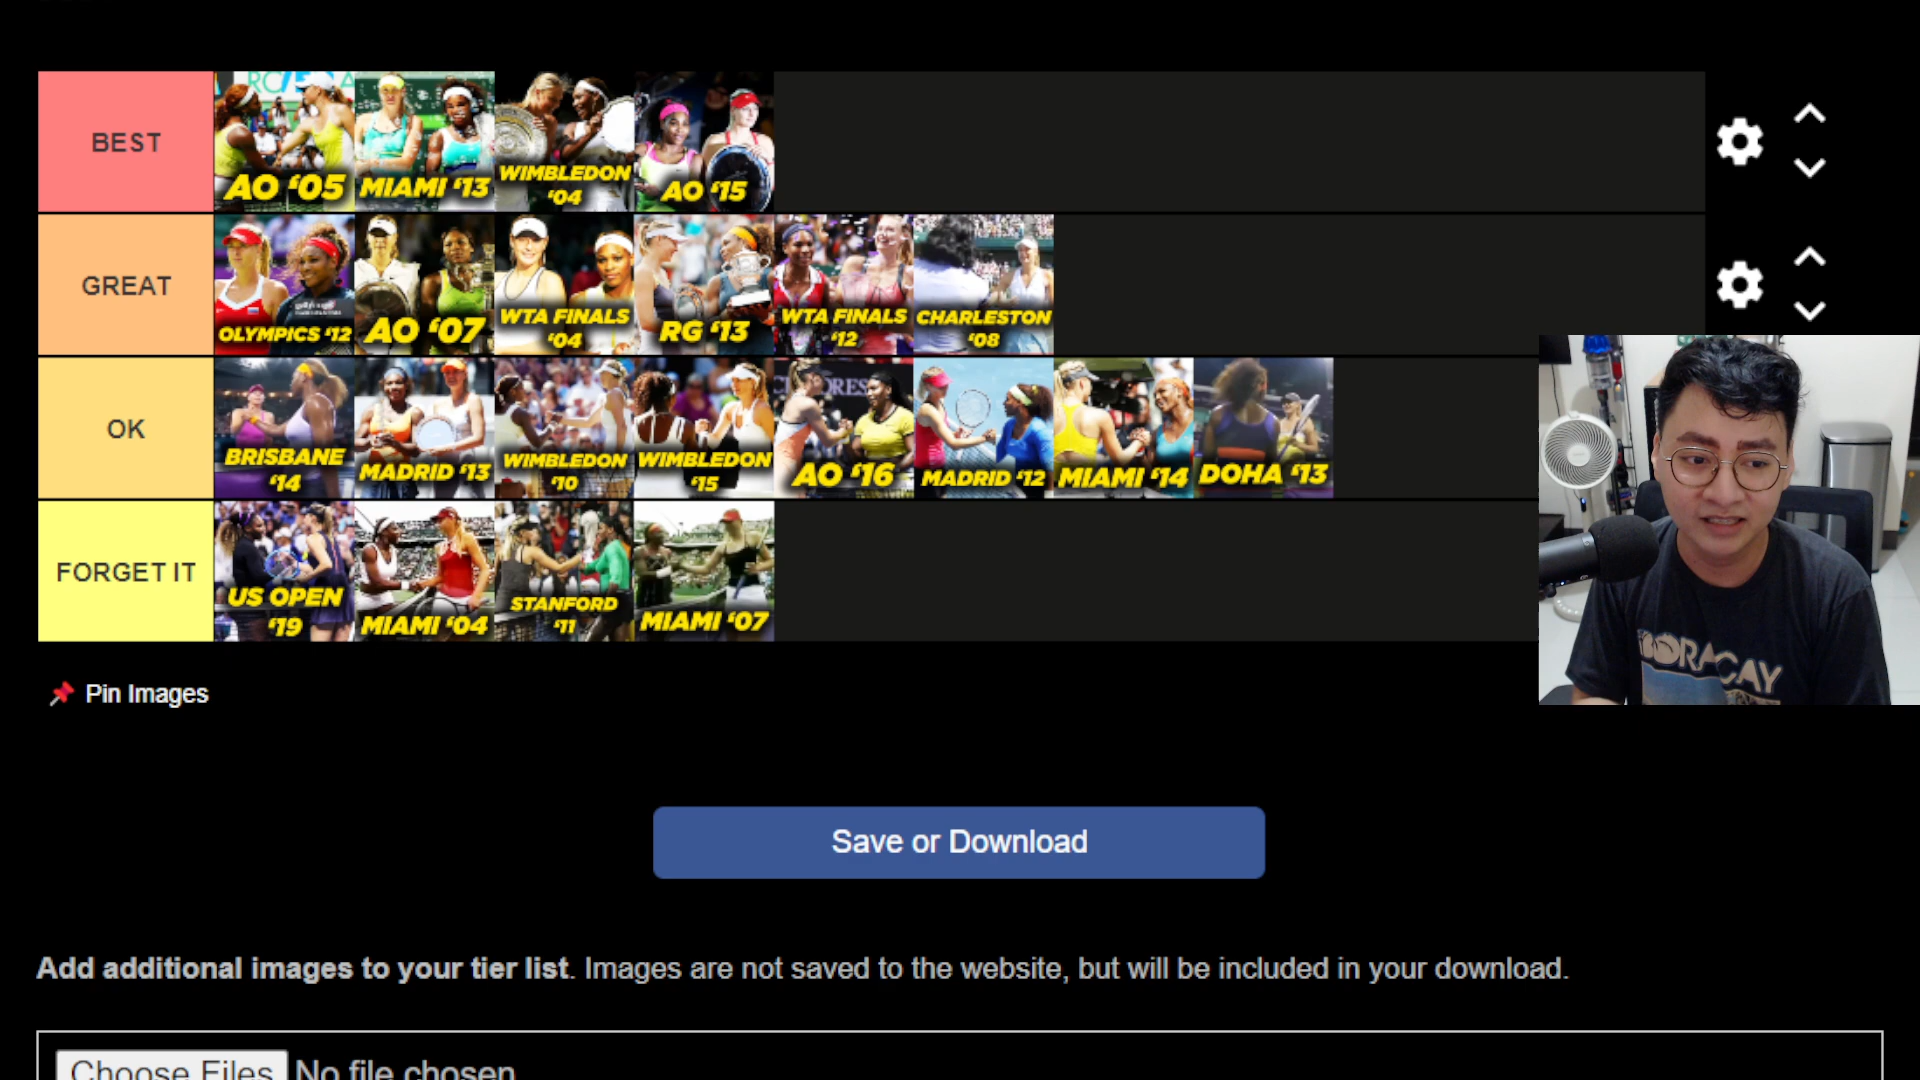 BEST
AO ‘05
MIAMI ‘13
WIMBLEDON
‘04
AO ‘15
GREAT
OLYMPICS ‘12
AO ‘07
WTA FINALS
‘04
RG ‘13
WTA FINALS
‘12
CHARLESTON
‘08
OK
BRISBANE
‘14
MADRID ‘13
WIMBLEDON
‘10
WIMBLEDON
‘15
AO ‘16
MADRID ‘12
MIAMI ‘14
DOHA ‘13
FORGET IT
US OPEN
‘19
MIAMI ‘04
STANFORD
‘11
MIAMI ‘07
Pin Images
Save or Download
Add additional images to your tier list. Images are not saved to the website, but will be included in your download.
Choose Files No file chosen